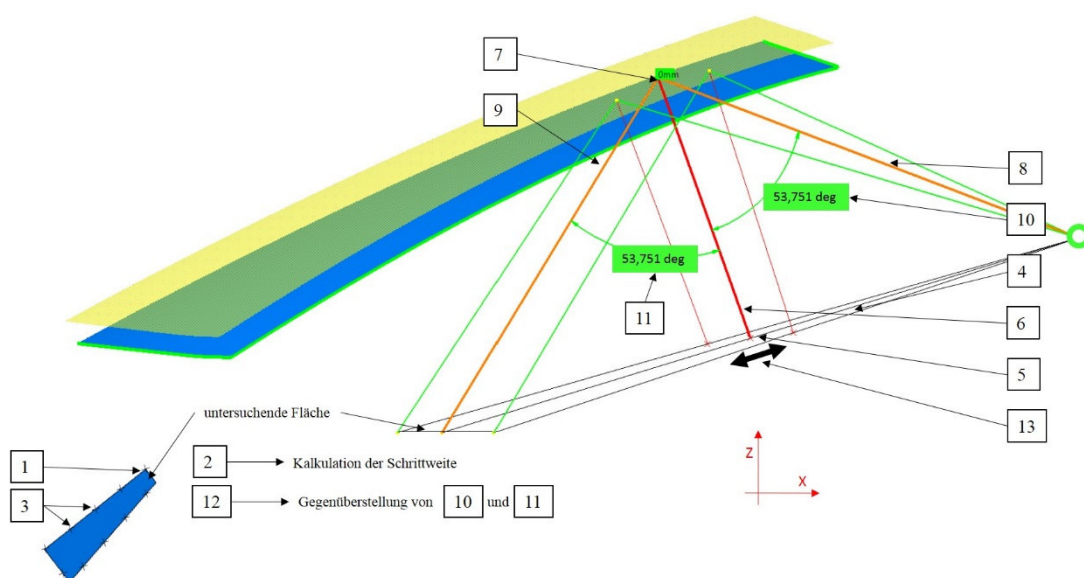 7
0mm
9
8
53,751 deg
10
53,751 deg
4
11
6
5
untersuchende Fläche
13
1
2 Kalkulation der Schrittweite
Z
3
12 Gegenüberstellung von 10 und 11
X